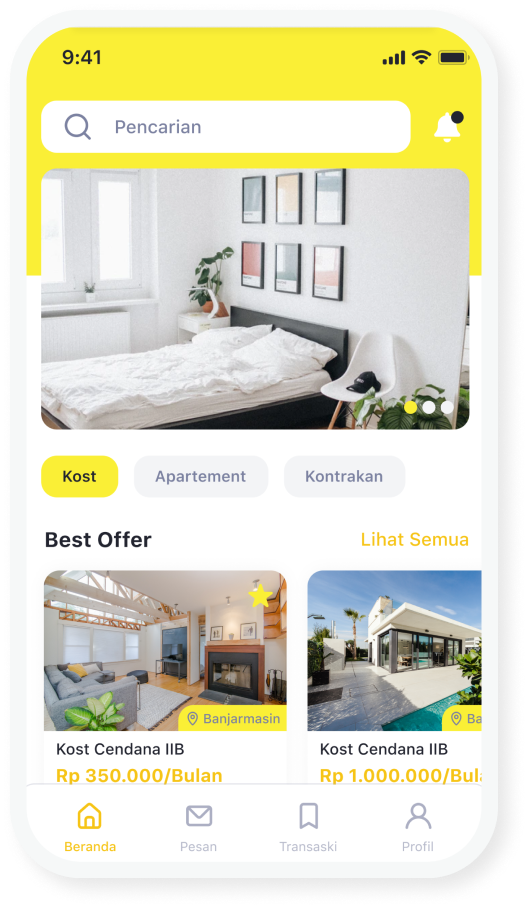 9:41
Pencarian
Kost Apartement Kontrakan
Best Offer Lihat Semua
Banjarmasin Ba
Kost Cendana IIB Kost Cendana IIB
Rp 350.000/Bulan Rp 1.000.000/Bula
Beranda Pesan Transaski Profil